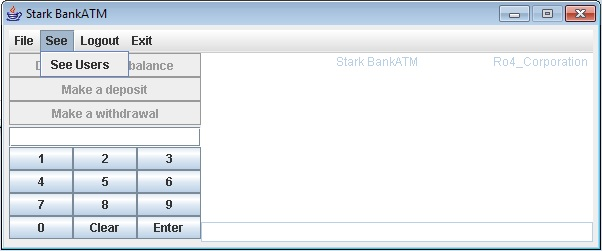 Stark BankATM
File See Logout Exit
See Users
D balance
Make a deposit
Make a withdrawal
Stark BankATM Ro4_Corporation
1 2 3
4 5 6
7 8 9
0 Clear Enter